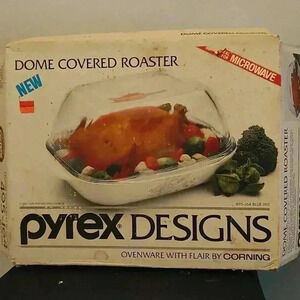 DOME COVERED ROASTER
NEW
MICROWAVE
pyrex DESIGNS
OVENWARE WITH FLAIR BY CORNING
DOME COVERED ROASTER